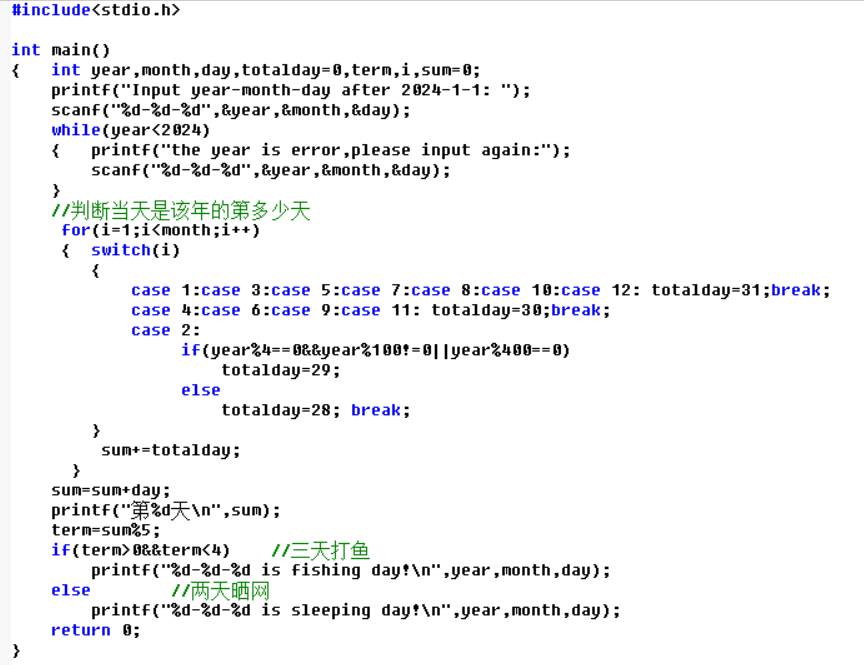 #include<stdio.h>
int main()
{   int year,month,day,totalday=0,term,i,sum=0;
    printf("Input year-month-day after 2024-1-1: ");
    scanf("%d-%d-%d",&year,&month,&day);
    while(year<2024)
    {   printf("the year is error,please input again:");
        scanf("%d-%d-%d",&year,&month,&day);
    }
    //判断当天是该年的第多少天
     for(i=1;i<month;i++)
     {  switch(i)
        {
            case 1:case 3:case 5:case 7:case 8:case 10:case 12: totalday=31;break;
            case 4:case 6:case 9:case 11: totalday=30;break;
            case 2:
                 if(year%4==0&&year%100!=0||year%400==0)
                     totalday=29;
                 else
                     totalday=28; break;
        }
         sum+=totalday;
      }
    sum=sum+day;
    printf("第%d天\n",sum);
    term=sum%5;
    if(term>0&&term<4)    //三天打鱼
        printf("%d-%d-%d is fishing day!\n",year,month,day);
    else        //两天晒网
        printf("%d-%d-%d is sleeping day!\n",year,month,day);
    return 0;
}